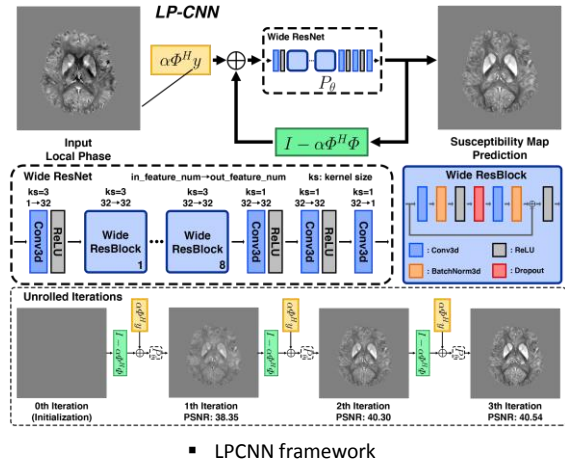 LP-CNN
αΦᴴy
Wide ResNet
P_θ
I − αΦᴴΦ
Input
Local Phase
Susceptibility Map
Prediction
Wide ResNet in_feature_num→out_feature_num ks: kernel size
ks=3 ks=3 ks=3 ks=1 ks=1 ks=1
1→32 32→32 32→32 32→32 32→32 32→1
Conv3d ReLU Wide ResBlock 1 ... Wide ResBlock 8 Conv3d ReLU Conv3d ReLU Conv3d
Wide ResBlock
: Conv3d : ReLU
: BatchNorm3d : Dropout
Unrolled Iterations
αΦᴴy αΦᴴy αΦᴴy
I − αΦᴴΦ P_θ I − αΦᴴΦ P_θ I − αΦᴴΦ P_θ
0th Iteration 1th Iteration 2th Iteration 3th Iteration
(Initialization) PSNR: 38.35 PSNR: 40.30 PSNR: 40.54
▪ LPCNN framework